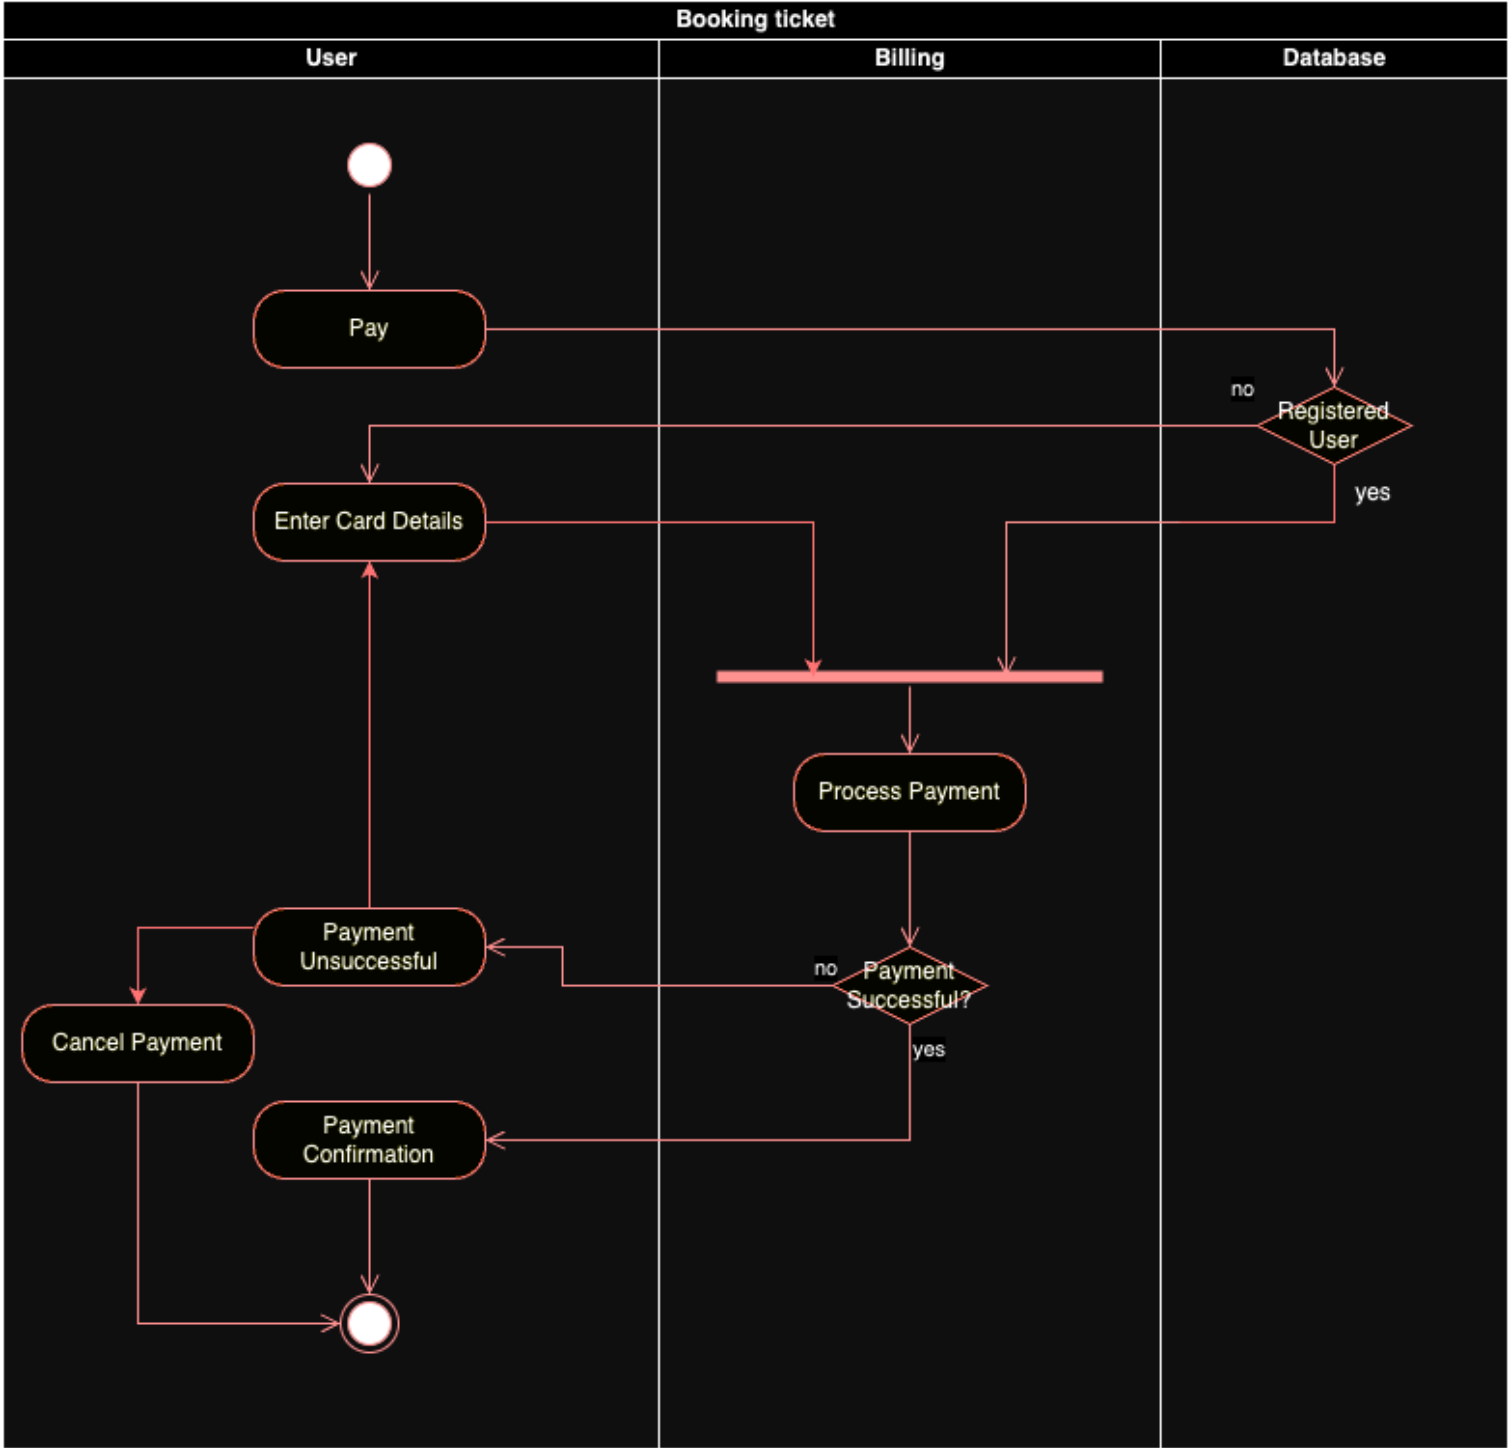 Booking ticket
User
Billing
Database
Pay
no
Registered
User
yes
Enter Card Details
Process Payment
Payment
Unsuccessful
no
Payment
Successful?
Cancel Payment
yes
Payment
Confirmation